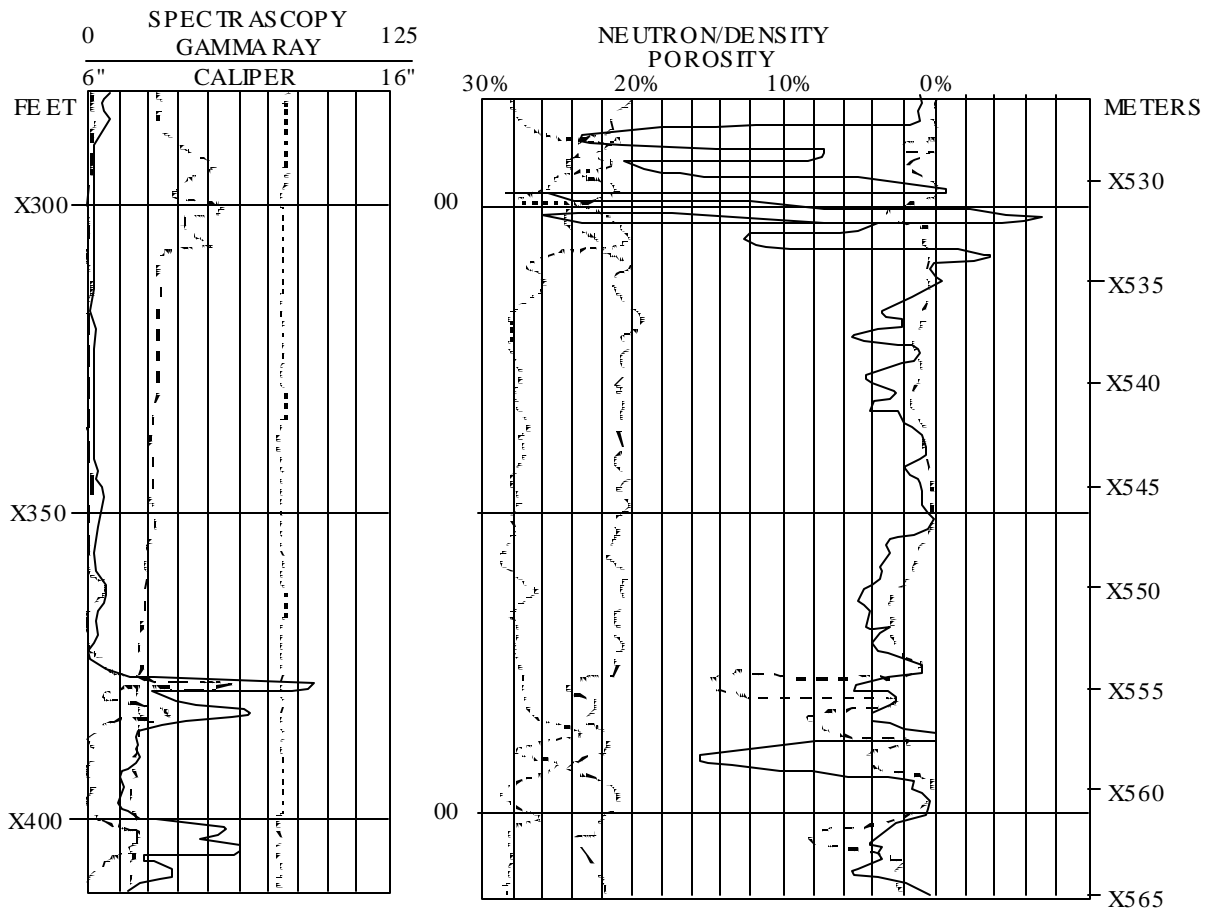 SPECTRASCOPY
0 GAMMA RAY 125
6" CALIPER 16"
NEUTRON/DENSITY
POROSITY
30% 20% 10% 0%
FEET
METERS
X530
X300
00
X535
X540
X545
X350
X550
X555
X560
X400
00
X565